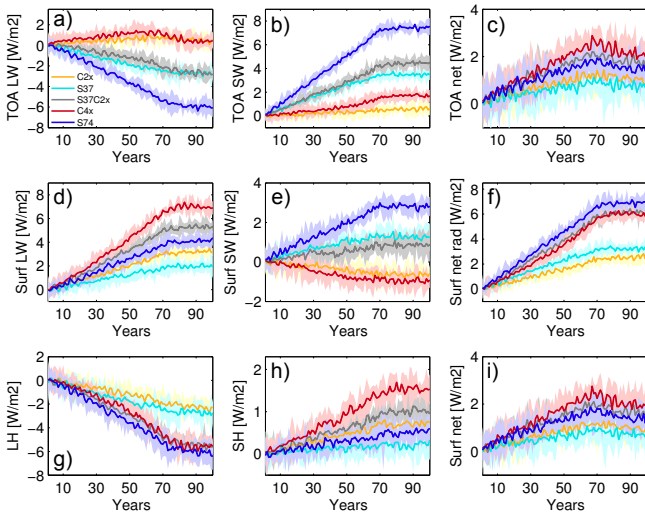 a)
TOA LW [W/m2]
4
2
0
−2
−4
−6
−8
C2x
S37
S37C2x
C4x
S74
10 30 50 70 90
Years
b)
TOA SW [W/m2]
8
6
4
2
0
10 30 50 70 90
Years
c)
TOA net [W/m2]
4
2
0
10 30 50 70 90
Years
d)
Surf LW [W/m2]
8
6
4
2
0
10 30 50 70 90
Years
e)
Surf SW [W/m2]
4
2
0
−2
10 30 50 70 90
Years
f)
Surf net rad [W/m2]
8
6
4
2
0
10 30 50 70 90
Years
g)
LH [W/m2]
2
0
−2
−4
−6
−8
10 30 50 70 90
Years
h)
SH [W/m2]
2
1
0
10 30 50 70 90
Years
i)
Surf net [W/m2]
4
2
0
10 30 50 70 90
Years